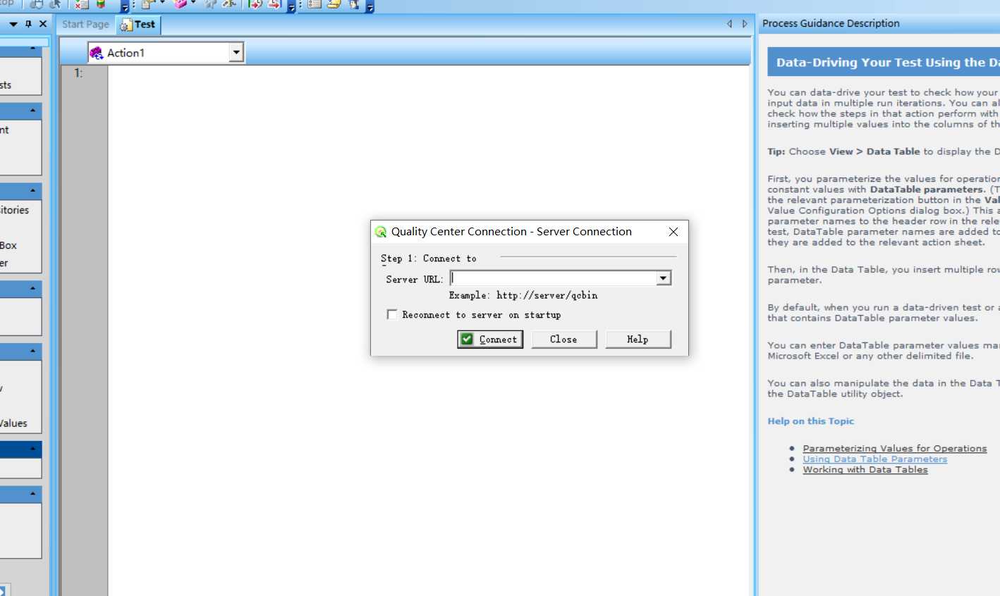 top
Start Page
Test
Action1
1:
sts
nt
itories
Box
er
Values
Quality Center Connection - Server Connection
Step 1: Connect to
Server URL:
Example: http://server/qcbin
Reconnect to server on startup
Connect
Close
Help
Process Guidance Description
Data-Driving Your Test Using the Da
You can data-drive your test to check how your
input data in multiple run iterations. You can al
check how the steps in that action perform with
inserting multiple values into the columns of th
Tip: Choose View > Data Table to display the D
First, you parameterize the values for operation
constant values with DataTable parameters. (T
the relevant parameterization button in the Val
Value Configuration Options dialog box.) This a
parameter names to the header row in the rele
test, DataTable parameter names are added to
they are added to the relevant action sheet.
Then, in the Data Table, you insert multiple row
parameter.
By default, when you run a data-driven test or a
that contains DataTable parameter values.
You can enter DataTable parameter values man
Microsoft Excel or any other delimited file.
You can also manipulate the data in the Data T
the DataTable utility object.
Help on this Topic
Parameterizing Values for Operations
Using Data Table Parameters
Working with Data Tables